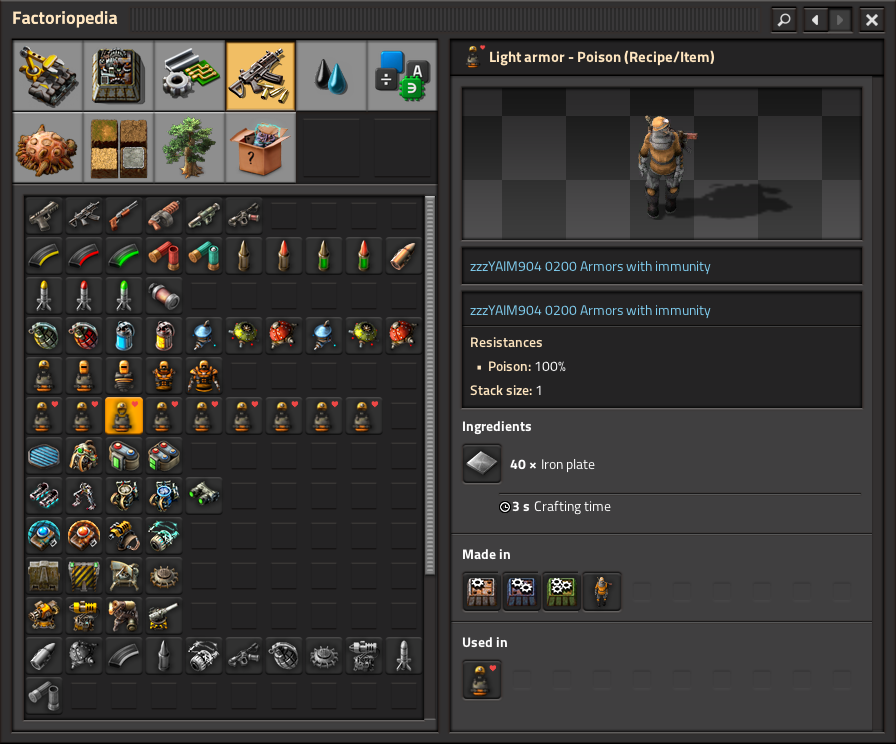 Factoriopedia
Light armor - Poison (Recipe/Item)
A
?
zzzYAIM904 0200 Armors with immunity
zzzYAIM904 0200 Armors with immunity
Resistances
• Poison: 100%
Stack size: 1
Ingredients
40 × Iron plate
3 s Crafting time
Made in
Used in